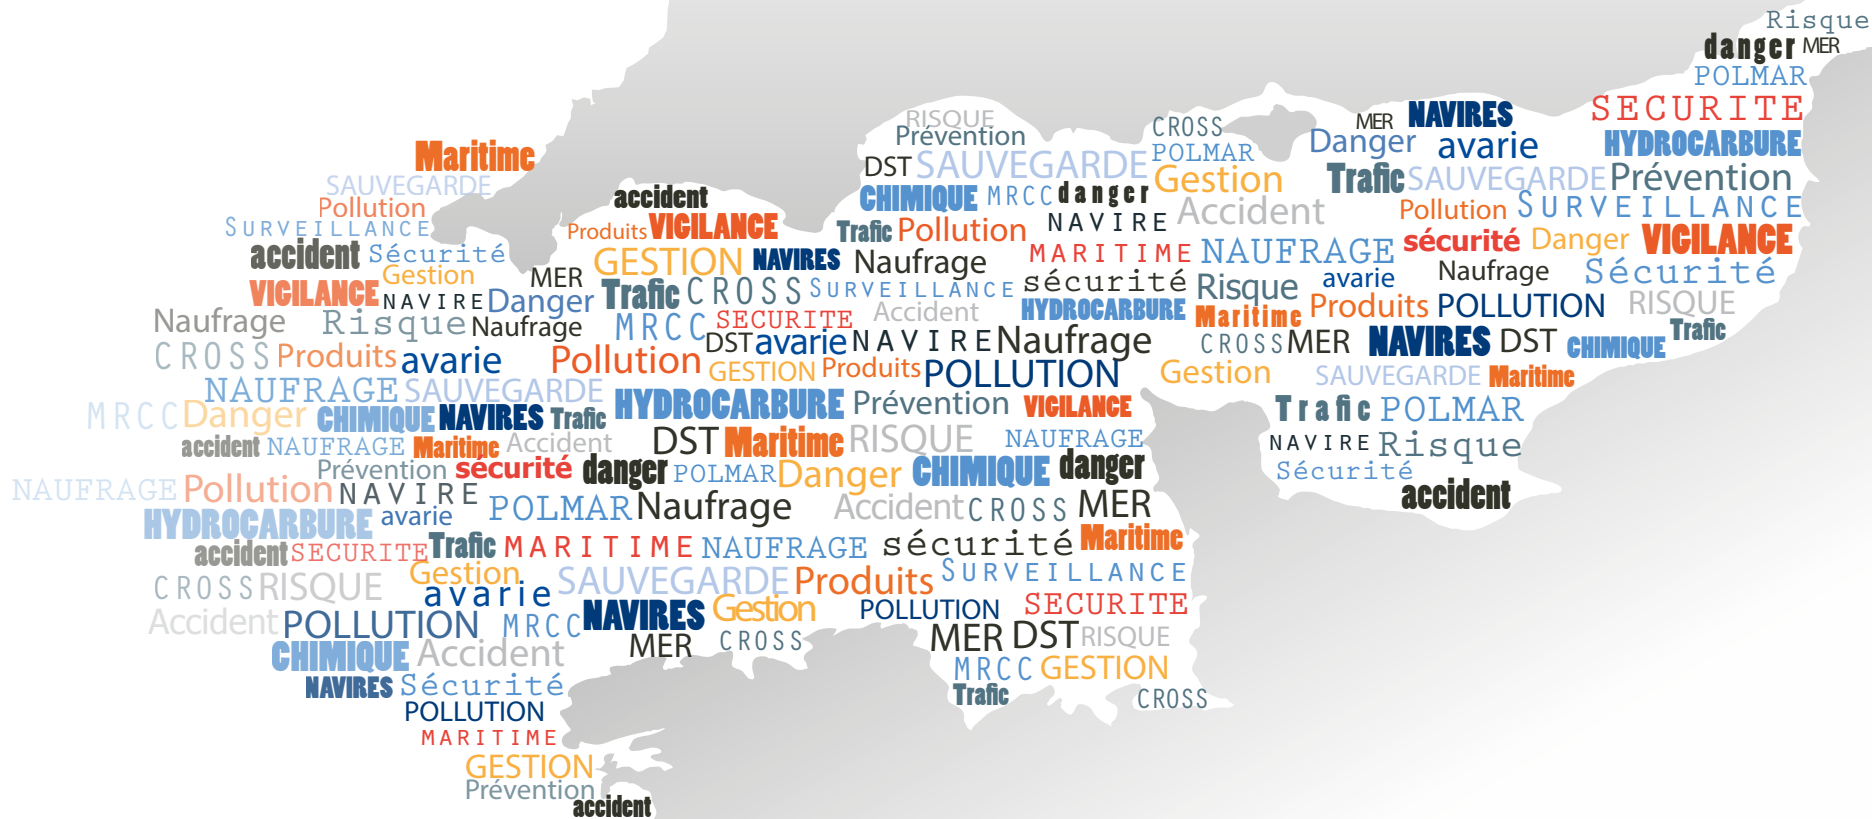 Risque
danger MER
POLMAR
SECURITE
RISQUE CROSS MER NAVIRES
Prévention Danger avarie HYDROCARBURE
Maritime DST SAUVEGARDE POLMAR
SAUVEGARDE accident CHIMIQUE MRCC danger Gestion Trafic SAUVEGARDE Prévention
Pollution Accident Pollution SURVEILLANCE
SURVEILLANCE Produits VIGILANCE Trafic Pollution NAVIRE
accident Sécurité GESTION NAVIRES Naufrage MARITIME NAUFRAGE sécurité Danger VIGILANCE
Gestion MER sécurité Risque avarie Naufrage Sécurité
VIGILANCE NAVIRE Danger Trafic CROSS SURVEILLANCE
Naufrage Risque Naufrage MRCC SECURITE Accident HYDROCARBURE Maritime Produits POLLUTION RISQUE
CROSS Produits avarie DST avarie NAVIRE Naufrage CROSS MER NAVIRES DST CHIMIQUE Trafic
Pollution GESTION Produits POLLUTION Gestion SAUVEGARDE Maritime
NAUFRAGE SAUVEGARDE
MRCC Danger CHIMIQUE NAVIRES Trafic HYDROCARBURE Prévention VIGILANCE Trafic POLMAR
accident NAUFRAGE Maritime Accident DST Maritime RISQUE NAUFRAGE NAVIRE Risque
Prévention sécurité danger POLMAR Danger CHIMIQUE danger Sécurité
NAUFRAGE Pollution NAVIRE accident
HYDROCARBURE avarie POLMAR Naufrage Accident CROSS MER
accident SECURITE Trafic MARITIME NAUFRAGE sécurité Maritime
CROSS RISQUE Gestion SAUVEGARDE Produits SURVEILLANCE
avarie
Accident POLLUTION MRCC NAVIRES Gestion POLLUTION SECURITE
CHIMIQUE Accident MER CROSS MER DST RISQUE
NAVIRES Sécurité MRCC GESTION
POLLUTION Trafic CROSS
MARITIME
GESTION
Prévention
accident